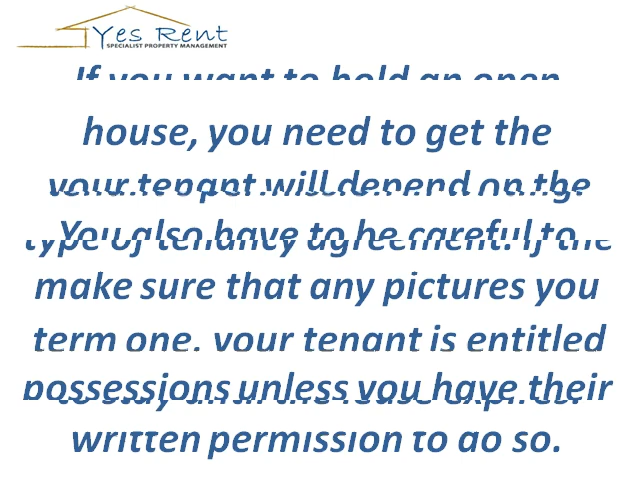 Yes Rent
SPECIALIST PROPERTY MANAGEMENT
If you want to hold an open
house, you need to get the
your tenant will depend on the
You also have to be careful to
make sure that any pictures you
term one, your tenant is entitled
possessions unless you have their
written permission to do so.